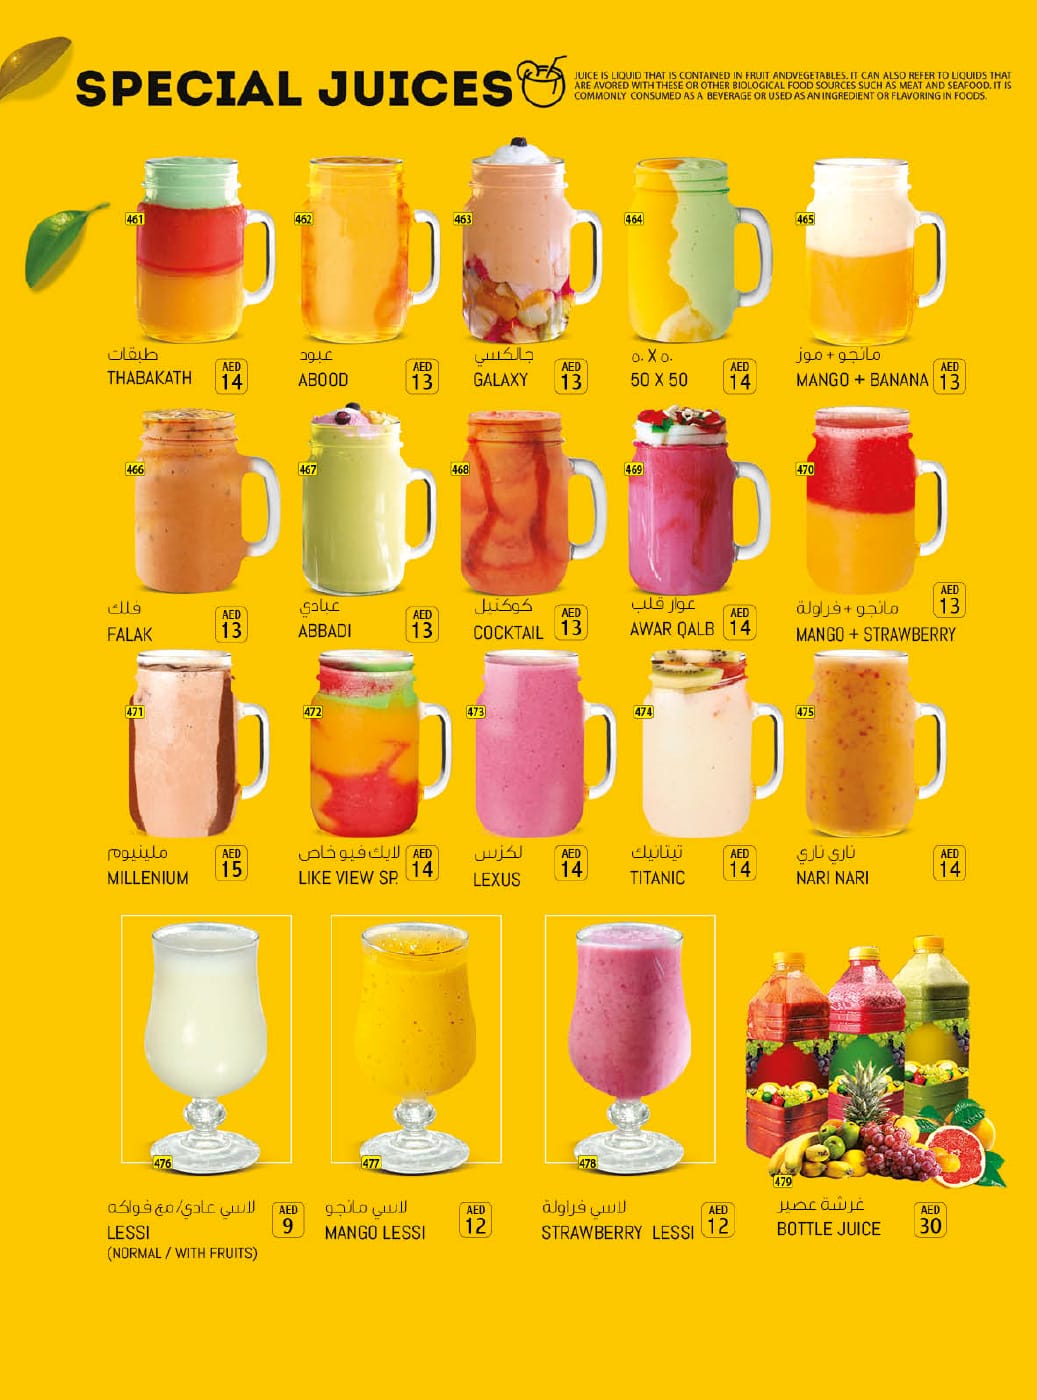 SPECIAL JUICES
JUICE IS LIQUID THAT IS CONTAINED IN FRUIT ANDVEGETABLES. IT CAN ALSO REFER TO LIQUIDS THAT
ARE AVORED WITH THESE OR OTHER BIOLOGICAL FOOD SOURCES SUCH AS MEAT AND SEAFOOD. IT IS
COMMONLY CONSUMED AS A BEVERAGE OR USED AS AN INGREDIENT OR FLAVORING IN FOODS.
461
طبقات
THABAKATH
AED
14
462
عبود
ABOOD
AED
13
463
جالكسي
GALAXY
AED
13
464
٥٠ X ٥٠
50 X 50
AED
14
465
مانجو + موز
MANGO + BANANA
AED
13
466
فلك
FALAK
AED
13
467
عبادي
ABBADI
AED
13
468
كوكتيل
COCKTAIL
AED
13
469
عوار قلب
AWAR QALB
AED
14
470
مانجو + فراولة
MANGO + STRAWBERRY
AED
13
471
ملينيوم
MILLENIUM
AED
15
472
لايك فيو خاص
LIKE VIEW SP.
AED
14
473
لكزس
LEXUS
AED
14
474
تيتانيك
TITANIC
AED
14
475
ناري ناري
NARI NARI
AED
14
476
لاسي عادي/مع فواكه
LESSI
(NORMAL / WITH FRUITS)
AED
9
477
لاسي مانجو
MANGO LESSI
AED
12
478
لاسي فراولة
STRAWBERRY LESSI
AED
12
479
غرشة عصير
BOTTLE JUICE
AED
30